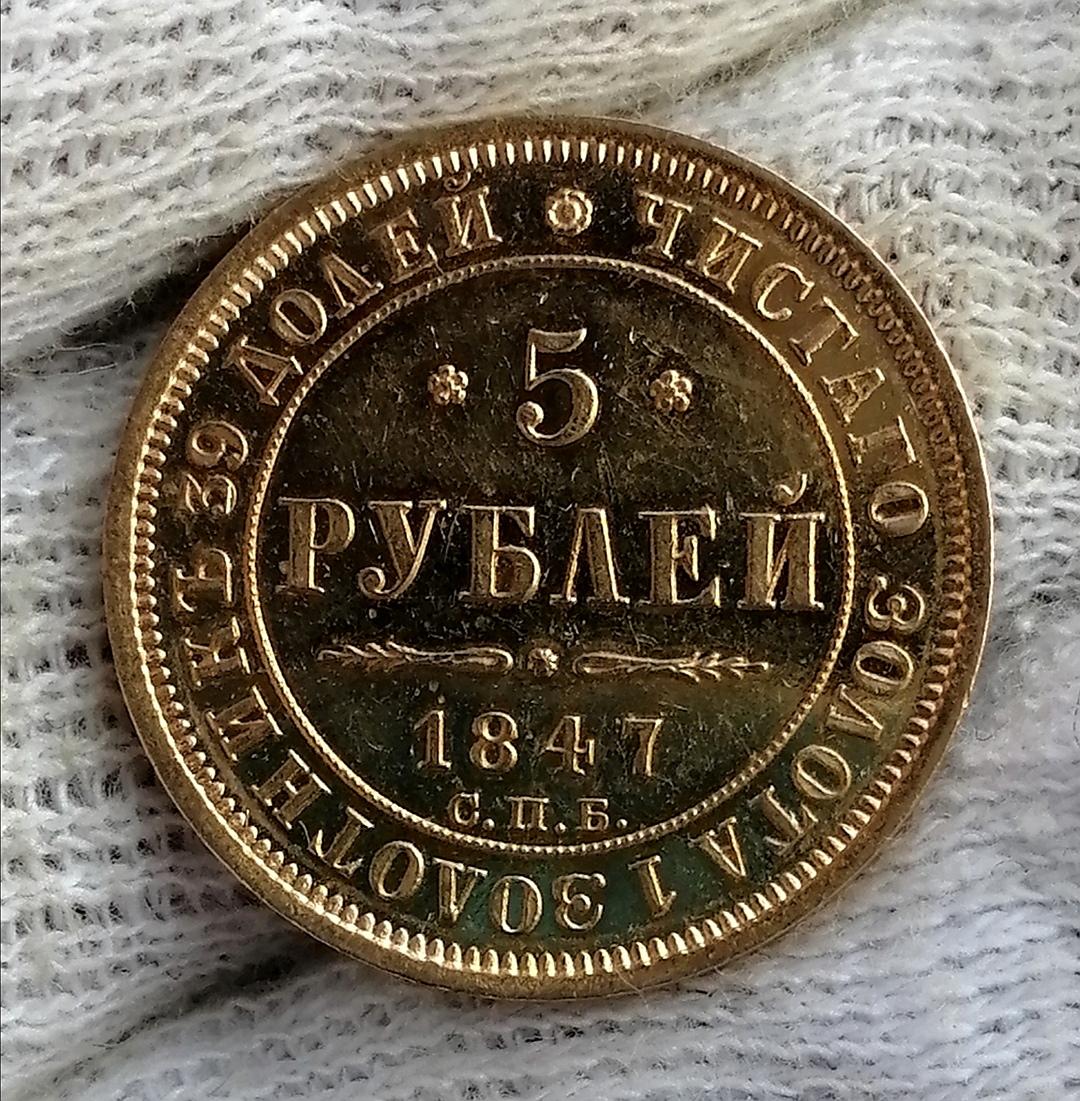 ЧИСТАГО ЗОЛОТА 1 ЗОЛОТНИКЪ 39 ДОЛЕЙ
5
РУБЛЕЙ
1847
С.П.Б.